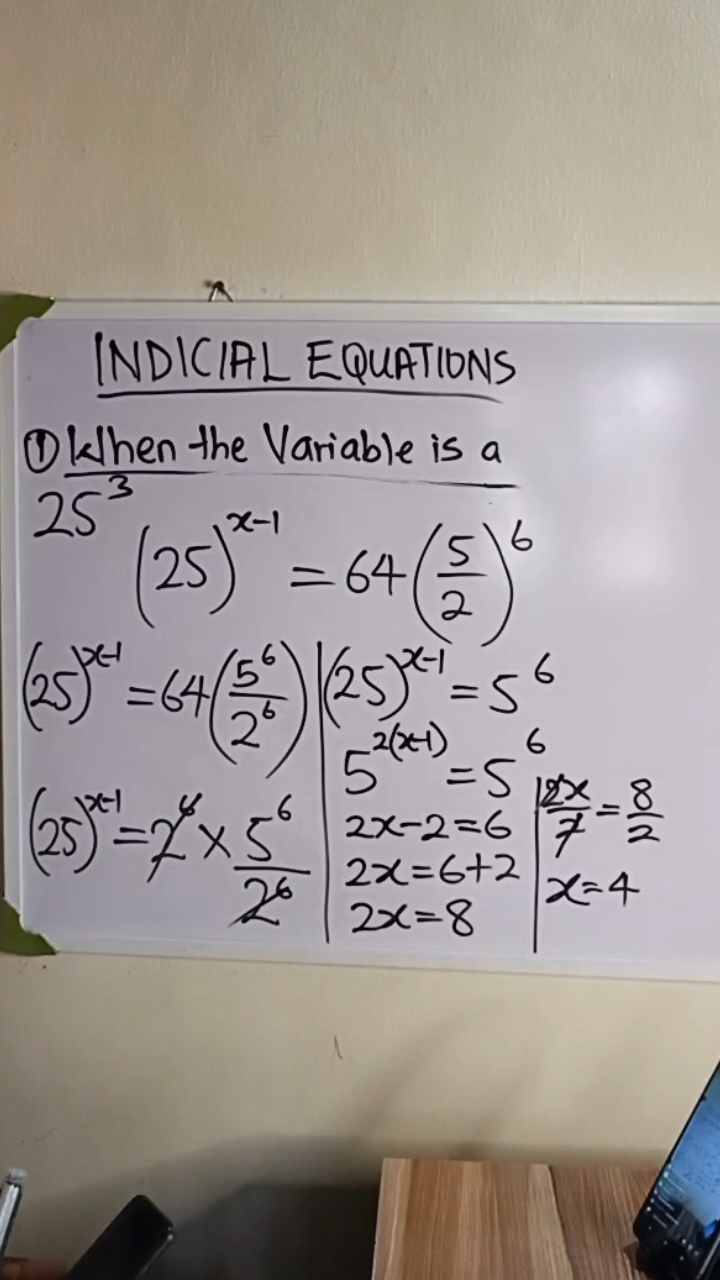 INDICIAL EQUATIONS
① When the Variable is a
25³
(25)^(x-1) = 64(5/2)^6
(25)^(x-1) = 64(5^6/2^6)
(25)^(x-1) = 2^6 × 5^6/2^6
(25)^(x-1) = 5^6
5^(2(x-1)) = 5^6
2x-2=6
2x=6+2
2x=8
2x/2 = 8/2
x=4